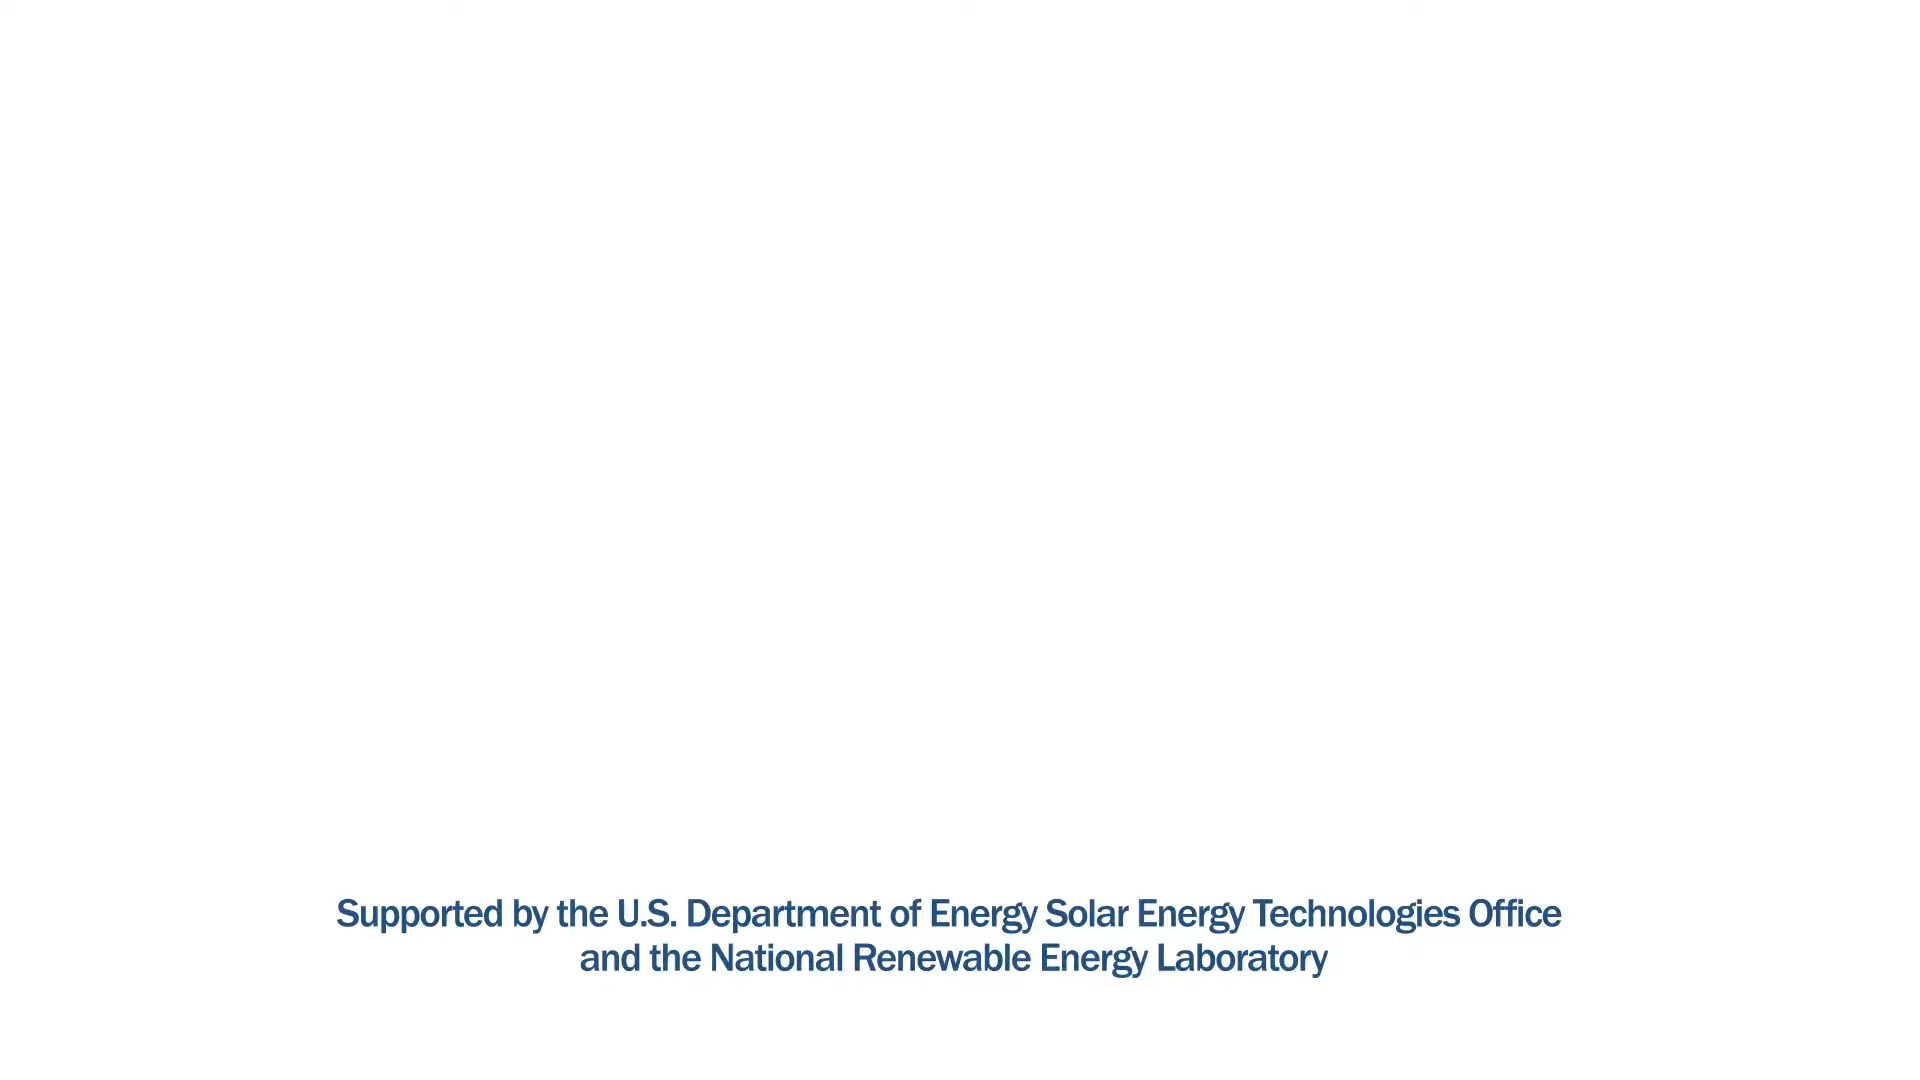 Supported by the U.S. Department of Energy Solar Energy Technologies Office
and the National Renewable Energy Laboratory